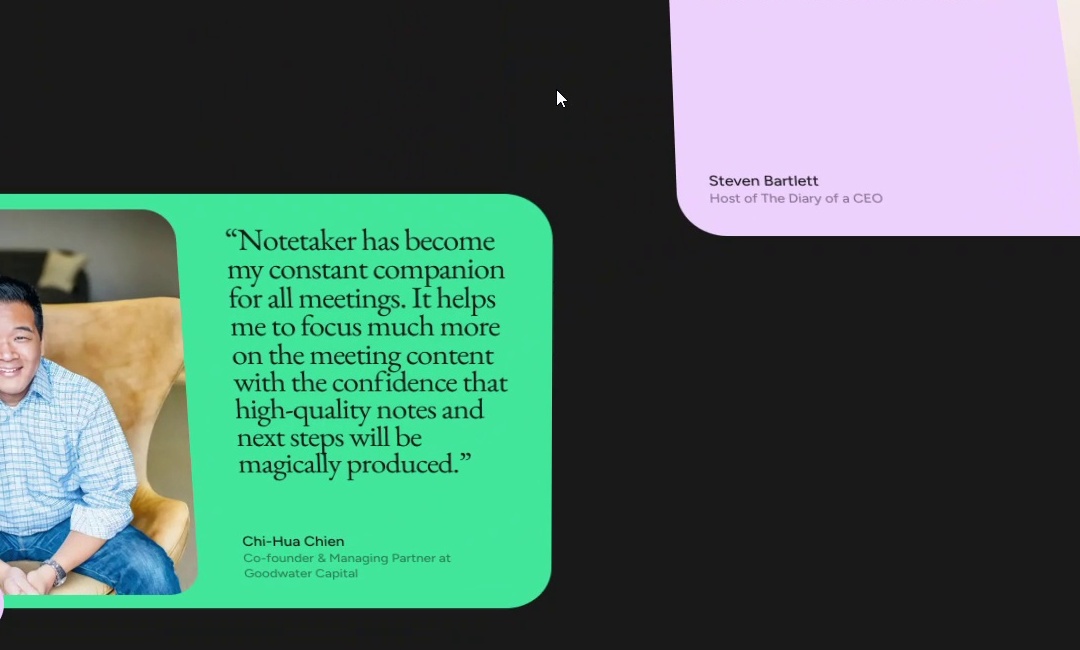 Steven Bartlett
Host of The Diary of a CEO
“Notetaker has become
my constant companion
for all meetings. It helps
me to focus much more
on the meeting content
with the confidence that
high-quality notes and
next steps will be
magically produced.”
Chi-Hua Chien
Co-founder & Managing Partner at
Goodwater Capital